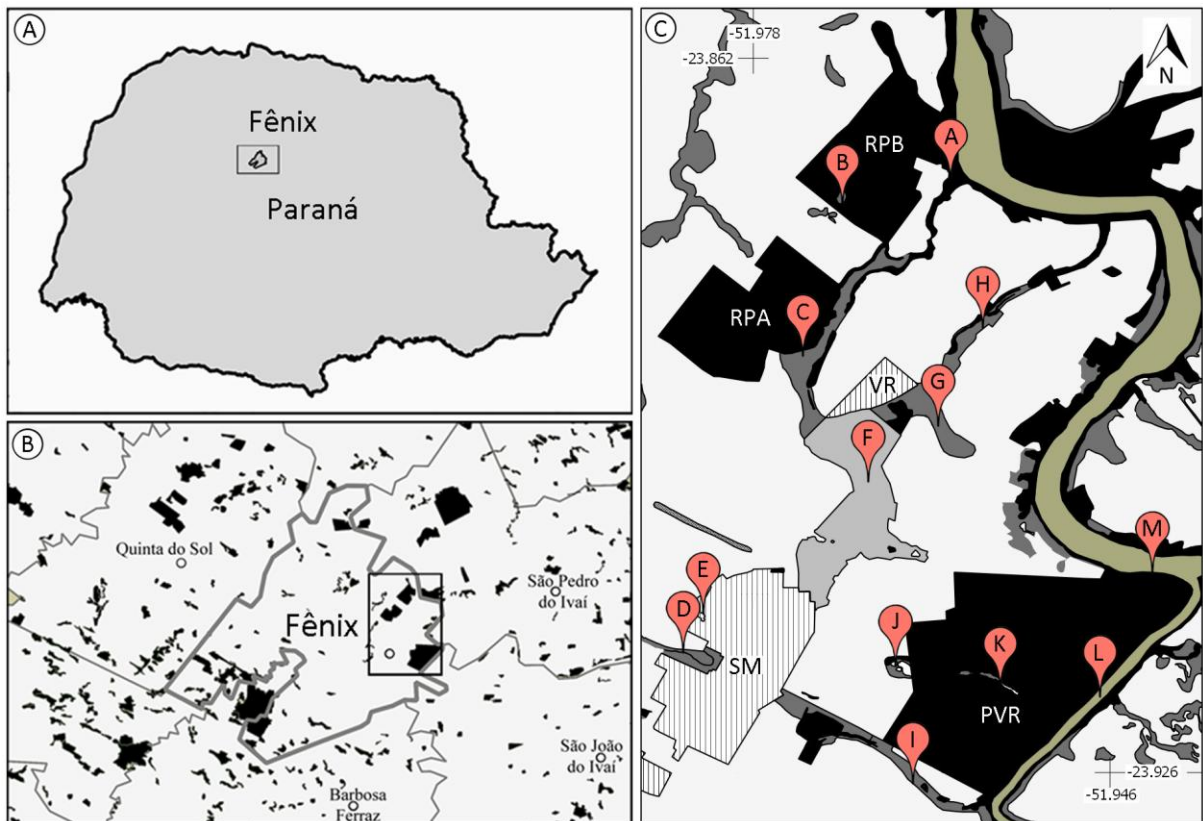 A
Fênix
Paraná
B
Quinta do Sol
Fênix
São Pedro
do Ivaí
São João
do Ivaí
Barbosa
Ferraz
C
-51.978
-23.862
N
A
RPB
B
H
RPA
C
VR
G
F
M
E
D
J
K
L
SM
PVR
I
-23.926
-51.946